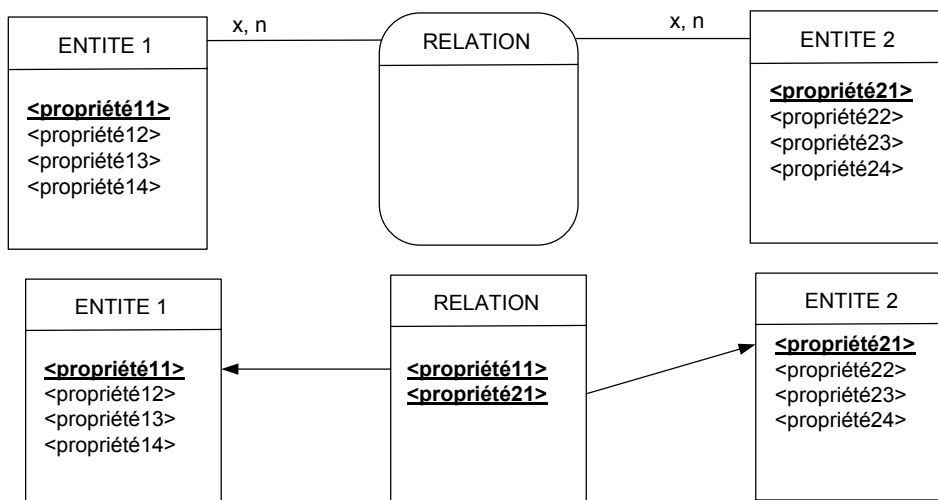 x, n
x, n
ENTITE 1
RELATION
ENTITE 2
<propriété11>
<propriété12>
<propriété13>
<propriété14>
<propriété21>
<propriété22>
<propriété23>
<propriété24>
ENTITE 1
RELATION
ENTITE 2
<propriété11>
<propriété12>
<propriété13>
<propriété14>
<propriété11>
<propriété21>
<propriété21>
<propriété22>
<propriété23>
<propriété24>